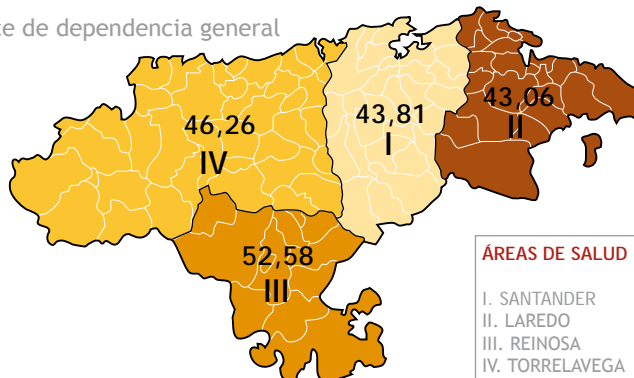 de dependencia general
46,26
IV
43,81
I
43,06
II
52,58
III
ÁREAS DE SALUD
I. SANTANDER
II. LAREDO
III. REINOSA
IV. TORRELAVEGA